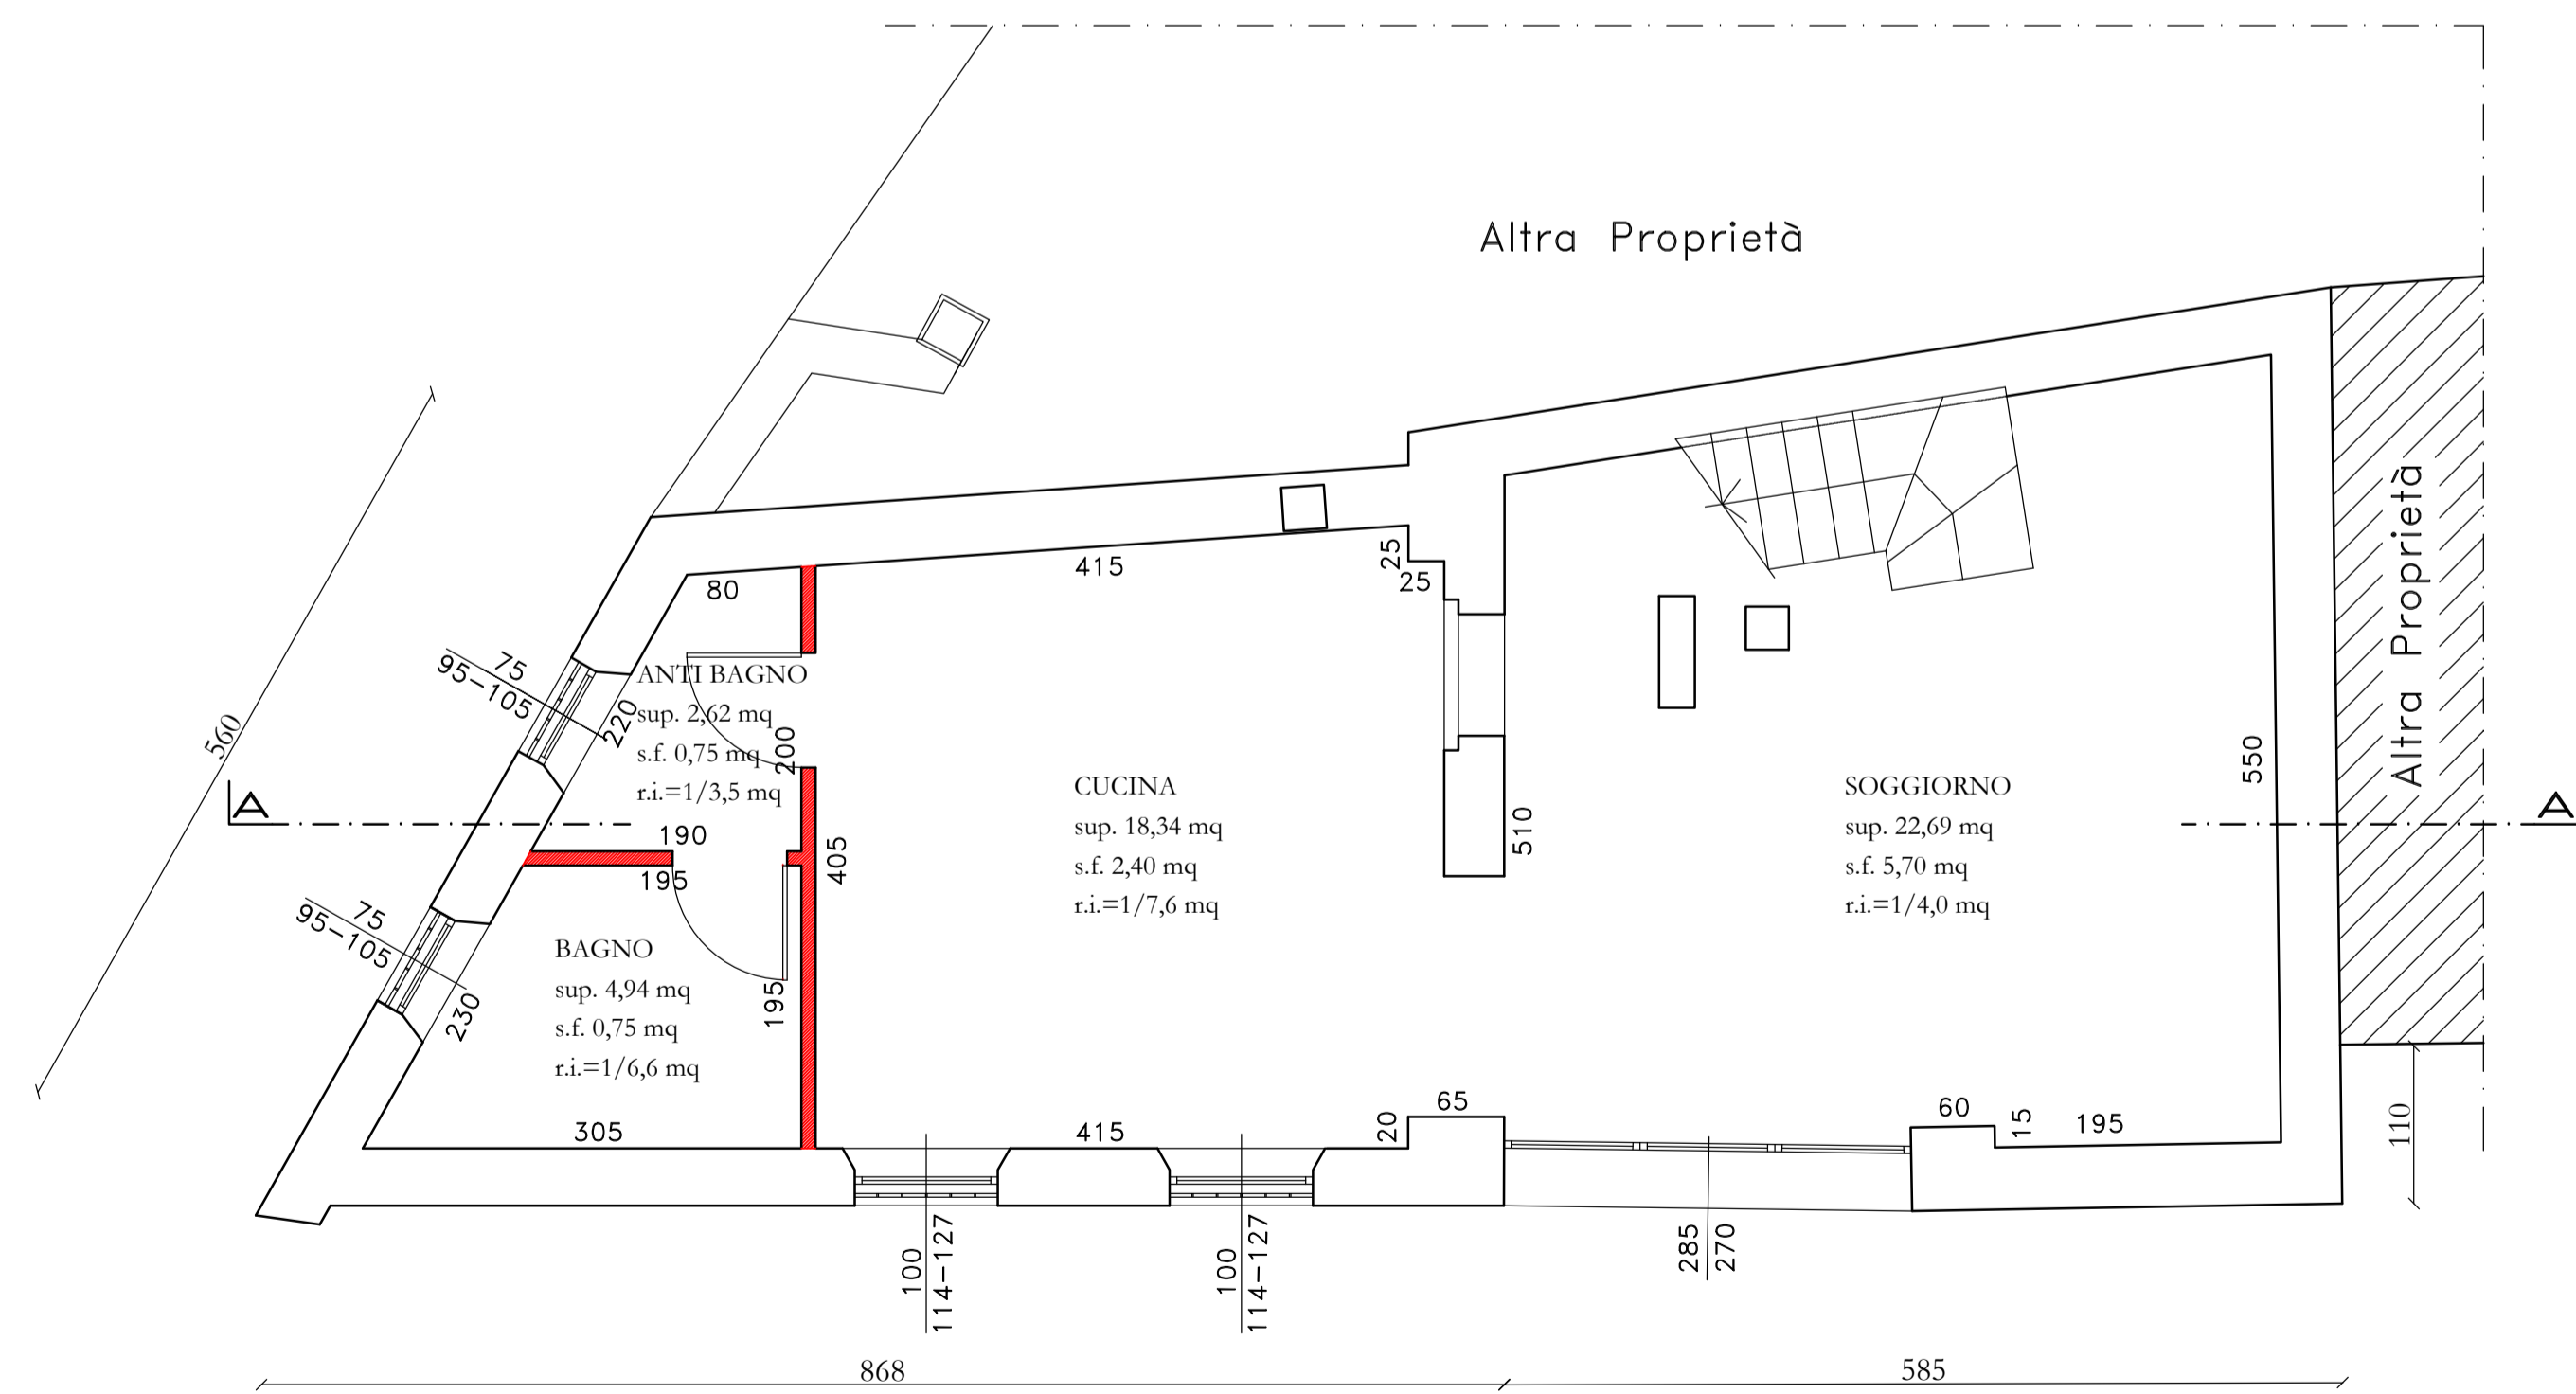 Altra Proprietà
Altra Proprietà
415
25
25
80
75
95-105
220
ANTI BAGNO
sup. 2,62 mq
s.f. 0,75 mq
r.i.=1/3,5 mq
200
560
A
A
190
195
405
CUCINA
sup. 18,34 mq
s.f. 2,40 mq
r.i.=1/7,6 mq
510
SOGGIORNO
sup. 22,69 mq
s.f. 5,70 mq
r.i.=1/4,0 mq
550
75
95-105
230
BAGNO
sup. 4,94 mq
s.f. 0,75 mq
r.i.=1/6,6 mq
195
305
415
20
65
60
15
195
110
100
114-127
100
114-127
285
270
868
585